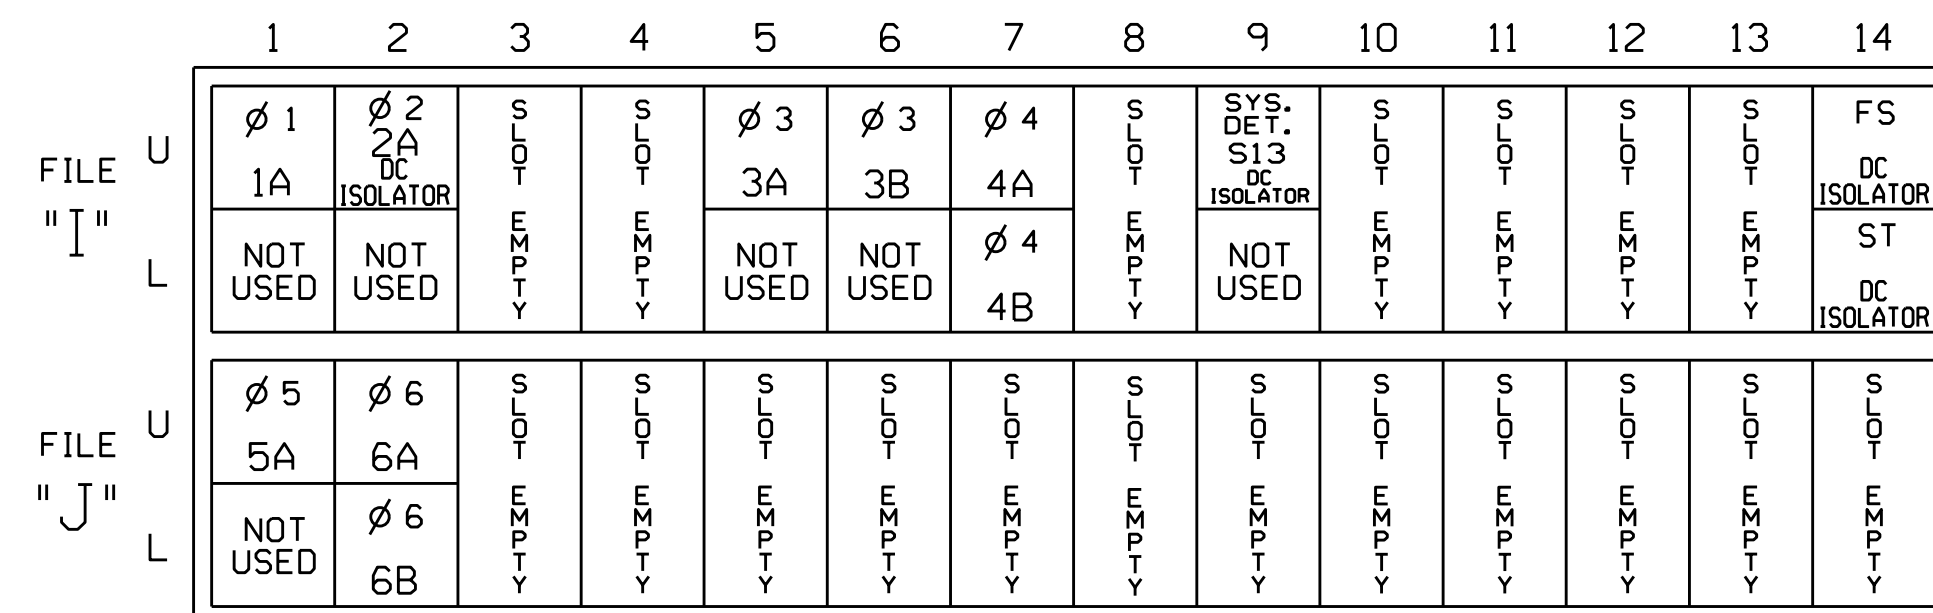 1 2 3 4 5 6 7 8 9 10 11 12 13 14
FILE "I"
U
L
Ø 1
1A
NOT USED
Ø 2
2A
DC
ISOLATOR
NOT USED
SLOT EMPTY
SLOT EMPTY
Ø 3
3A
NOT USED
Ø 3
3B
NOT USED
Ø 4
4A
Ø 4
4B
SLOT EMPTY
SYS.
DET.
S13
DC
ISOLATOR
NOT USED
SLOT EMPTY
SLOT EMPTY
SLOT EMPTY
SLOT EMPTY
FS
DC
ISOLATOR
ST
DC
ISOLATOR
FILE "J"
U
L
Ø 5
5A
NOT USED
Ø 6
6A
Ø 6
6B
SLOT EMPTY
SLOT EMPTY
SLOT EMPTY
SLOT EMPTY
SLOT EMPTY
SLOT EMPTY
SLOT EMPTY
SLOT EMPTY
SLOT EMPTY
SLOT EMPTY
SLOT EMPTY
SLOT EMPTY